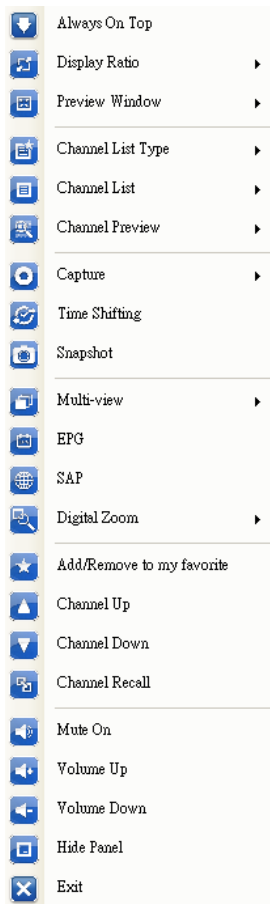 Always On Top
Display Ratio
Preview Window
Channel List Type
Channel List
Channel Preview
Capture
Time Shifting
Snapshot
Multi-view
EPG
SAP
Digital Zoom
Add/Remove to my favorite
Channel Up
Channel Down
Channel Recall
Mute On
Volume Up
Volume Down
Hide Panel
Exit